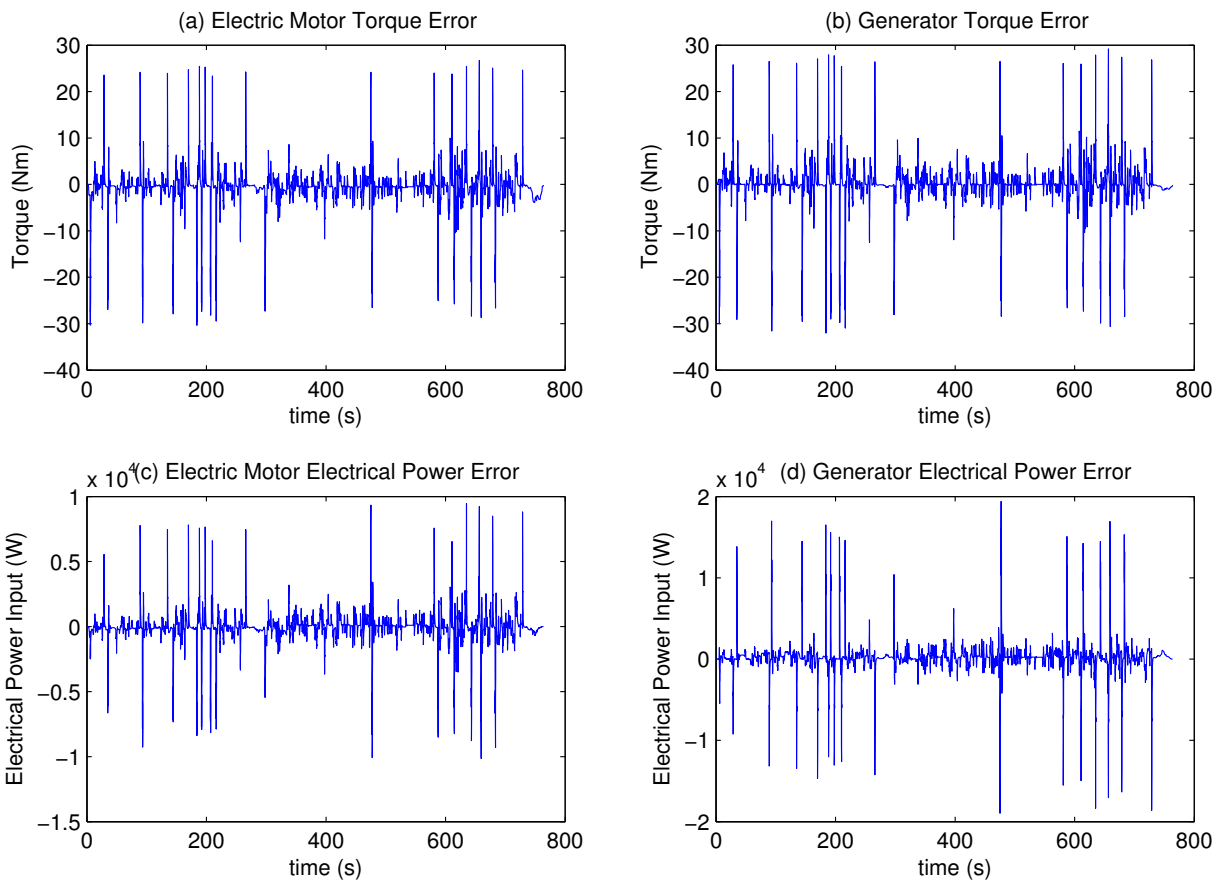 (a) Electric Motor Torque Error
30
20
10
0
−10
−20
−30
−40
Torque (Nm)
0 200 400 600 800
time (s)
(b) Generator Torque Error
30
20
10
0
−10
−20
−30
−40
Torque (Nm)
0 200 400 600 800
time (s)
x 10^4
(c) Electric Motor Electrical Power Error
1
0.5
0
−0.5
−1
−1.5
Electrical Power Input (W)
0 200 400 600 800
time (s)
x 10^4
(d) Generator Electrical Power Error
2
1
0
−1
−2
Electrical Power Input (W)
0 200 400 600 800
time (s)